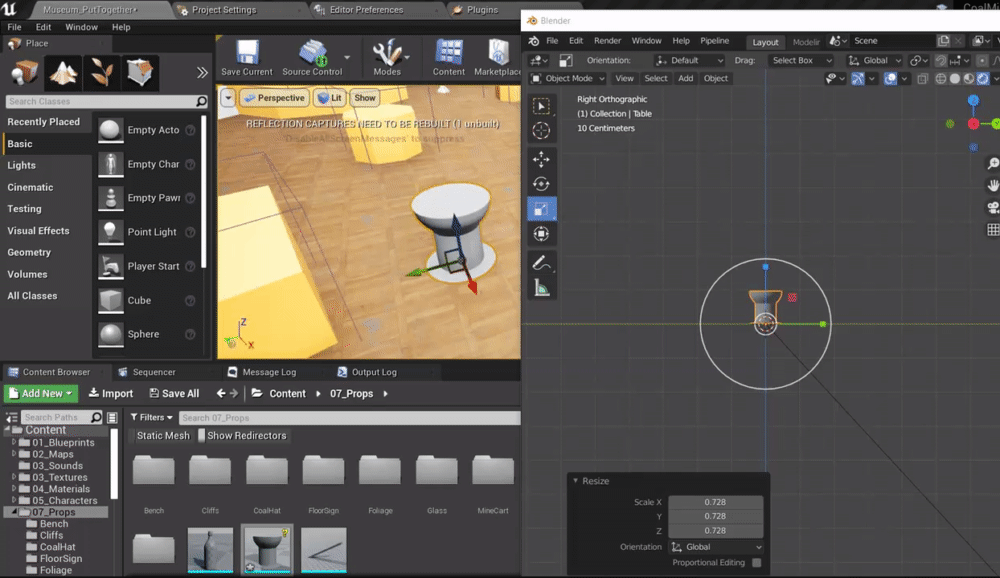 Museum_PutTogether*
Project Settings
Editor Preferences
Plugins
File Edit Window Help
Place
Search Classes
Recently Placed
Basic
Lights
Cinematic
Testing
Visual Effects
Geometry
Volumes
All Classes
Empty Acto
Empty Char
Empty Pawn
Point Light
Player Start
Cube
Sphere
Save Current
Source Control
Modes
Content
Marketplace
Perspective
Lit
Show
REFLECTION CAPTURES NEED TO BE REBUILT (1 unbuilt)
'DisableAllScreenMessages' to suppress
Z
X
Content Browser
Sequencer
Message Log
Output Log
Add New
Import
Save All
Content
07_Props
Search Paths
Filters
Search 07_Props
Static Mesh
Show Redirectors
Content
01_Blueprints
02_Maps
03_Sounds
03_Textures
04_Materials
05_Characters
07_Props
Bench
Cliffs
CoalHat
FloorSign
Foliage
Bench
Cliffs
CoalHat
FloorSign
Foliage
Glass
MineCart
CoalMi
Blender
File Edit Render Window Help Pipeline
Layout
Modelin
Scene
Orientation:
Default
Drag:
Select Box
Global
Object Mode
View Select Add Object
Right Orthographic
(1) Collection | Table
10 Centimeters
Resize
Scale X 0.728
Y 0.728
Z 0.728
Orientation Global
Proportional Editing